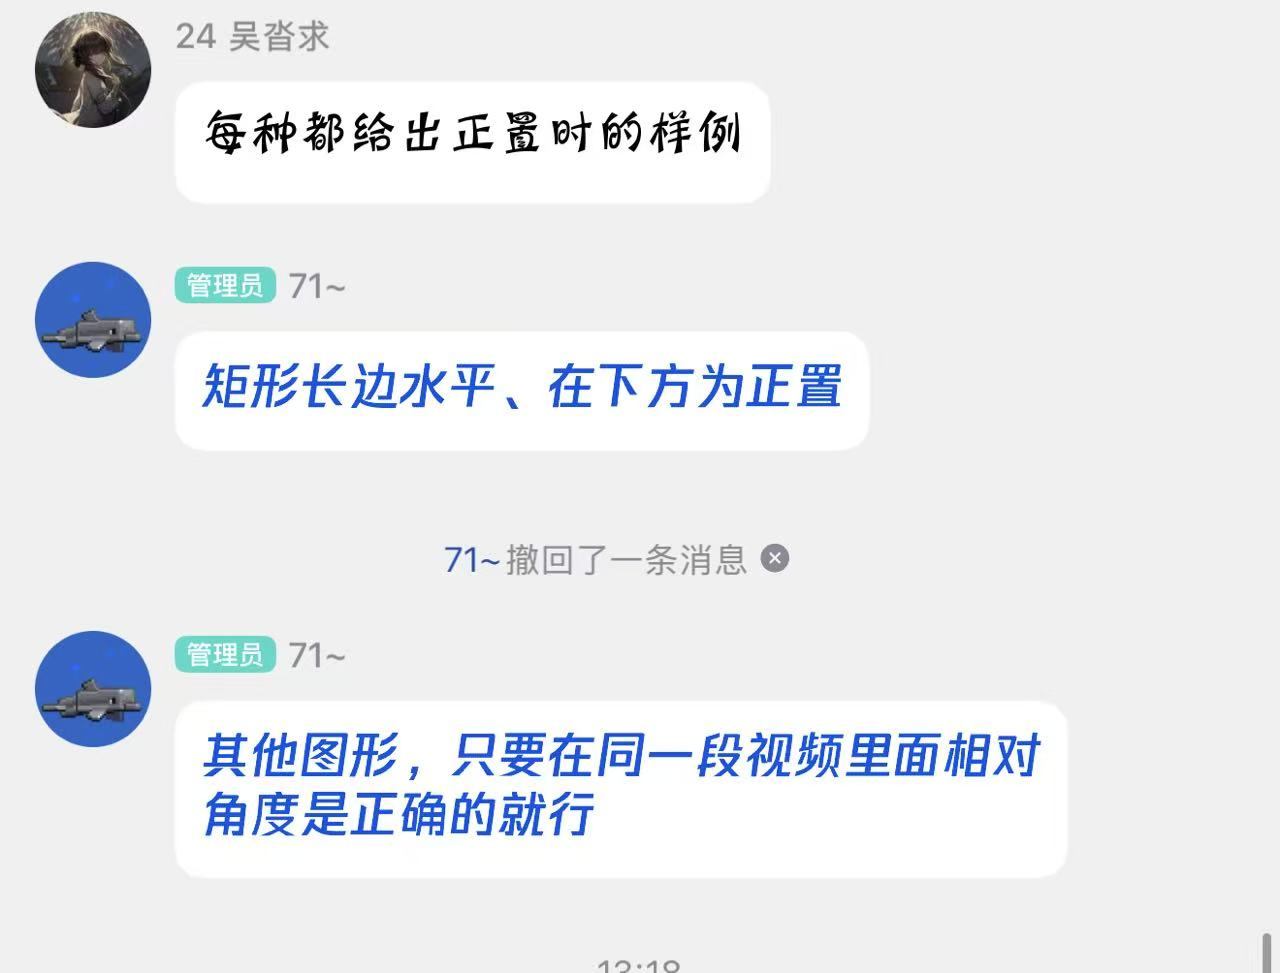 24 吴沓求
每种都给出正置时的样例
管理员 71~
矩形长边水平、在下方为正置
71~撤回了一条消息
管理员 71~
其他图形，只要在同一段视频里面相对
角度是正确的就行
13:18